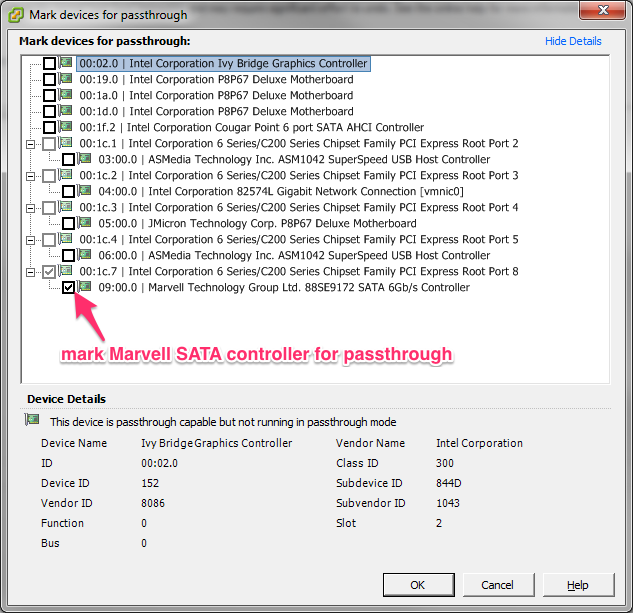 Mark devices for passthrough
Mark devices for passthrough:
Hide Details
00:02.0 | Intel Corporation Ivy Bridge Graphics Controller
00:19.0 | Intel Corporation P8P67 Deluxe Motherboard
00:1a.0 | Intel Corporation P8P67 Deluxe Motherboard
00:1d.0 | Intel Corporation P8P67 Deluxe Motherboard
00:1f.2 | Intel Corporation Cougar Point 6 port SATA AHCI Controller
00:1c.1 | Intel Corporation 6 Series/C200 Series Chipset Family PCI Express Root Port 2
03:00.0 | ASMedia Technology Inc. ASM1042 SuperSpeed USB Host Controller
00:1c.2 | Intel Corporation 6 Series/C200 Series Chipset Family PCI Express Root Port 3
04:00.0 | Intel Corporation 82574L Gigabit Network Connection [vmnic0]
00:1c.3 | Intel Corporation 6 Series/C200 Series Chipset Family PCI Express Root Port 4
05:00.0 | JMicron Technology Corp. P8P67 Deluxe Motherboard
00:1c.4 | Intel Corporation 6 Series/C200 Series Chipset Family PCI Express Root Port 5
06:00.0 | ASMedia Technology Inc. ASM1042 SuperSpeed USB Host Controller
00:1c.7 | Intel Corporation 6 Series/C200 Series Chipset Family PCI Express Root Port 8
09:00.0 | Marvell Technology Group Ltd. 88SE9172 SATA 6Gb/s Controller
mark Marvell SATA controller for passthrough
Device Details
This device is passthrough capable but not running in passthrough mode
Device Name Ivy Bridge Graphics Controller Vendor Name Intel Corporation
ID 00:02.0 Class ID 300
Device ID 152 Subdevice ID 844D
Vendor ID 8086 Subvendor ID 1043
Function 0 Slot 2
Bus 0
OK Cancel Help